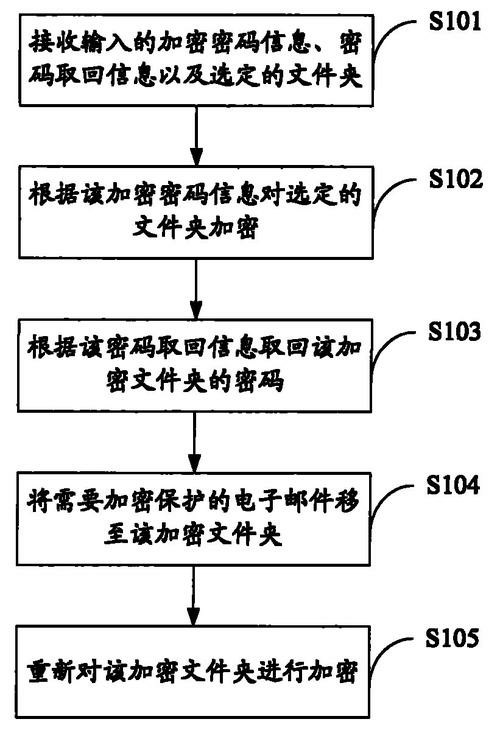 接收输入的加密密码信息、密
码取回信息以及选定的文件夹
S101
根据该加密密码信息对选定的
文件夹加密
S102
根据该密码取回信息取回该加
密文件夹的密码
S103
将需要加密保护的电子邮件移
至该加密文件夹
S104
重新对该加密文件夹进行加密
S105